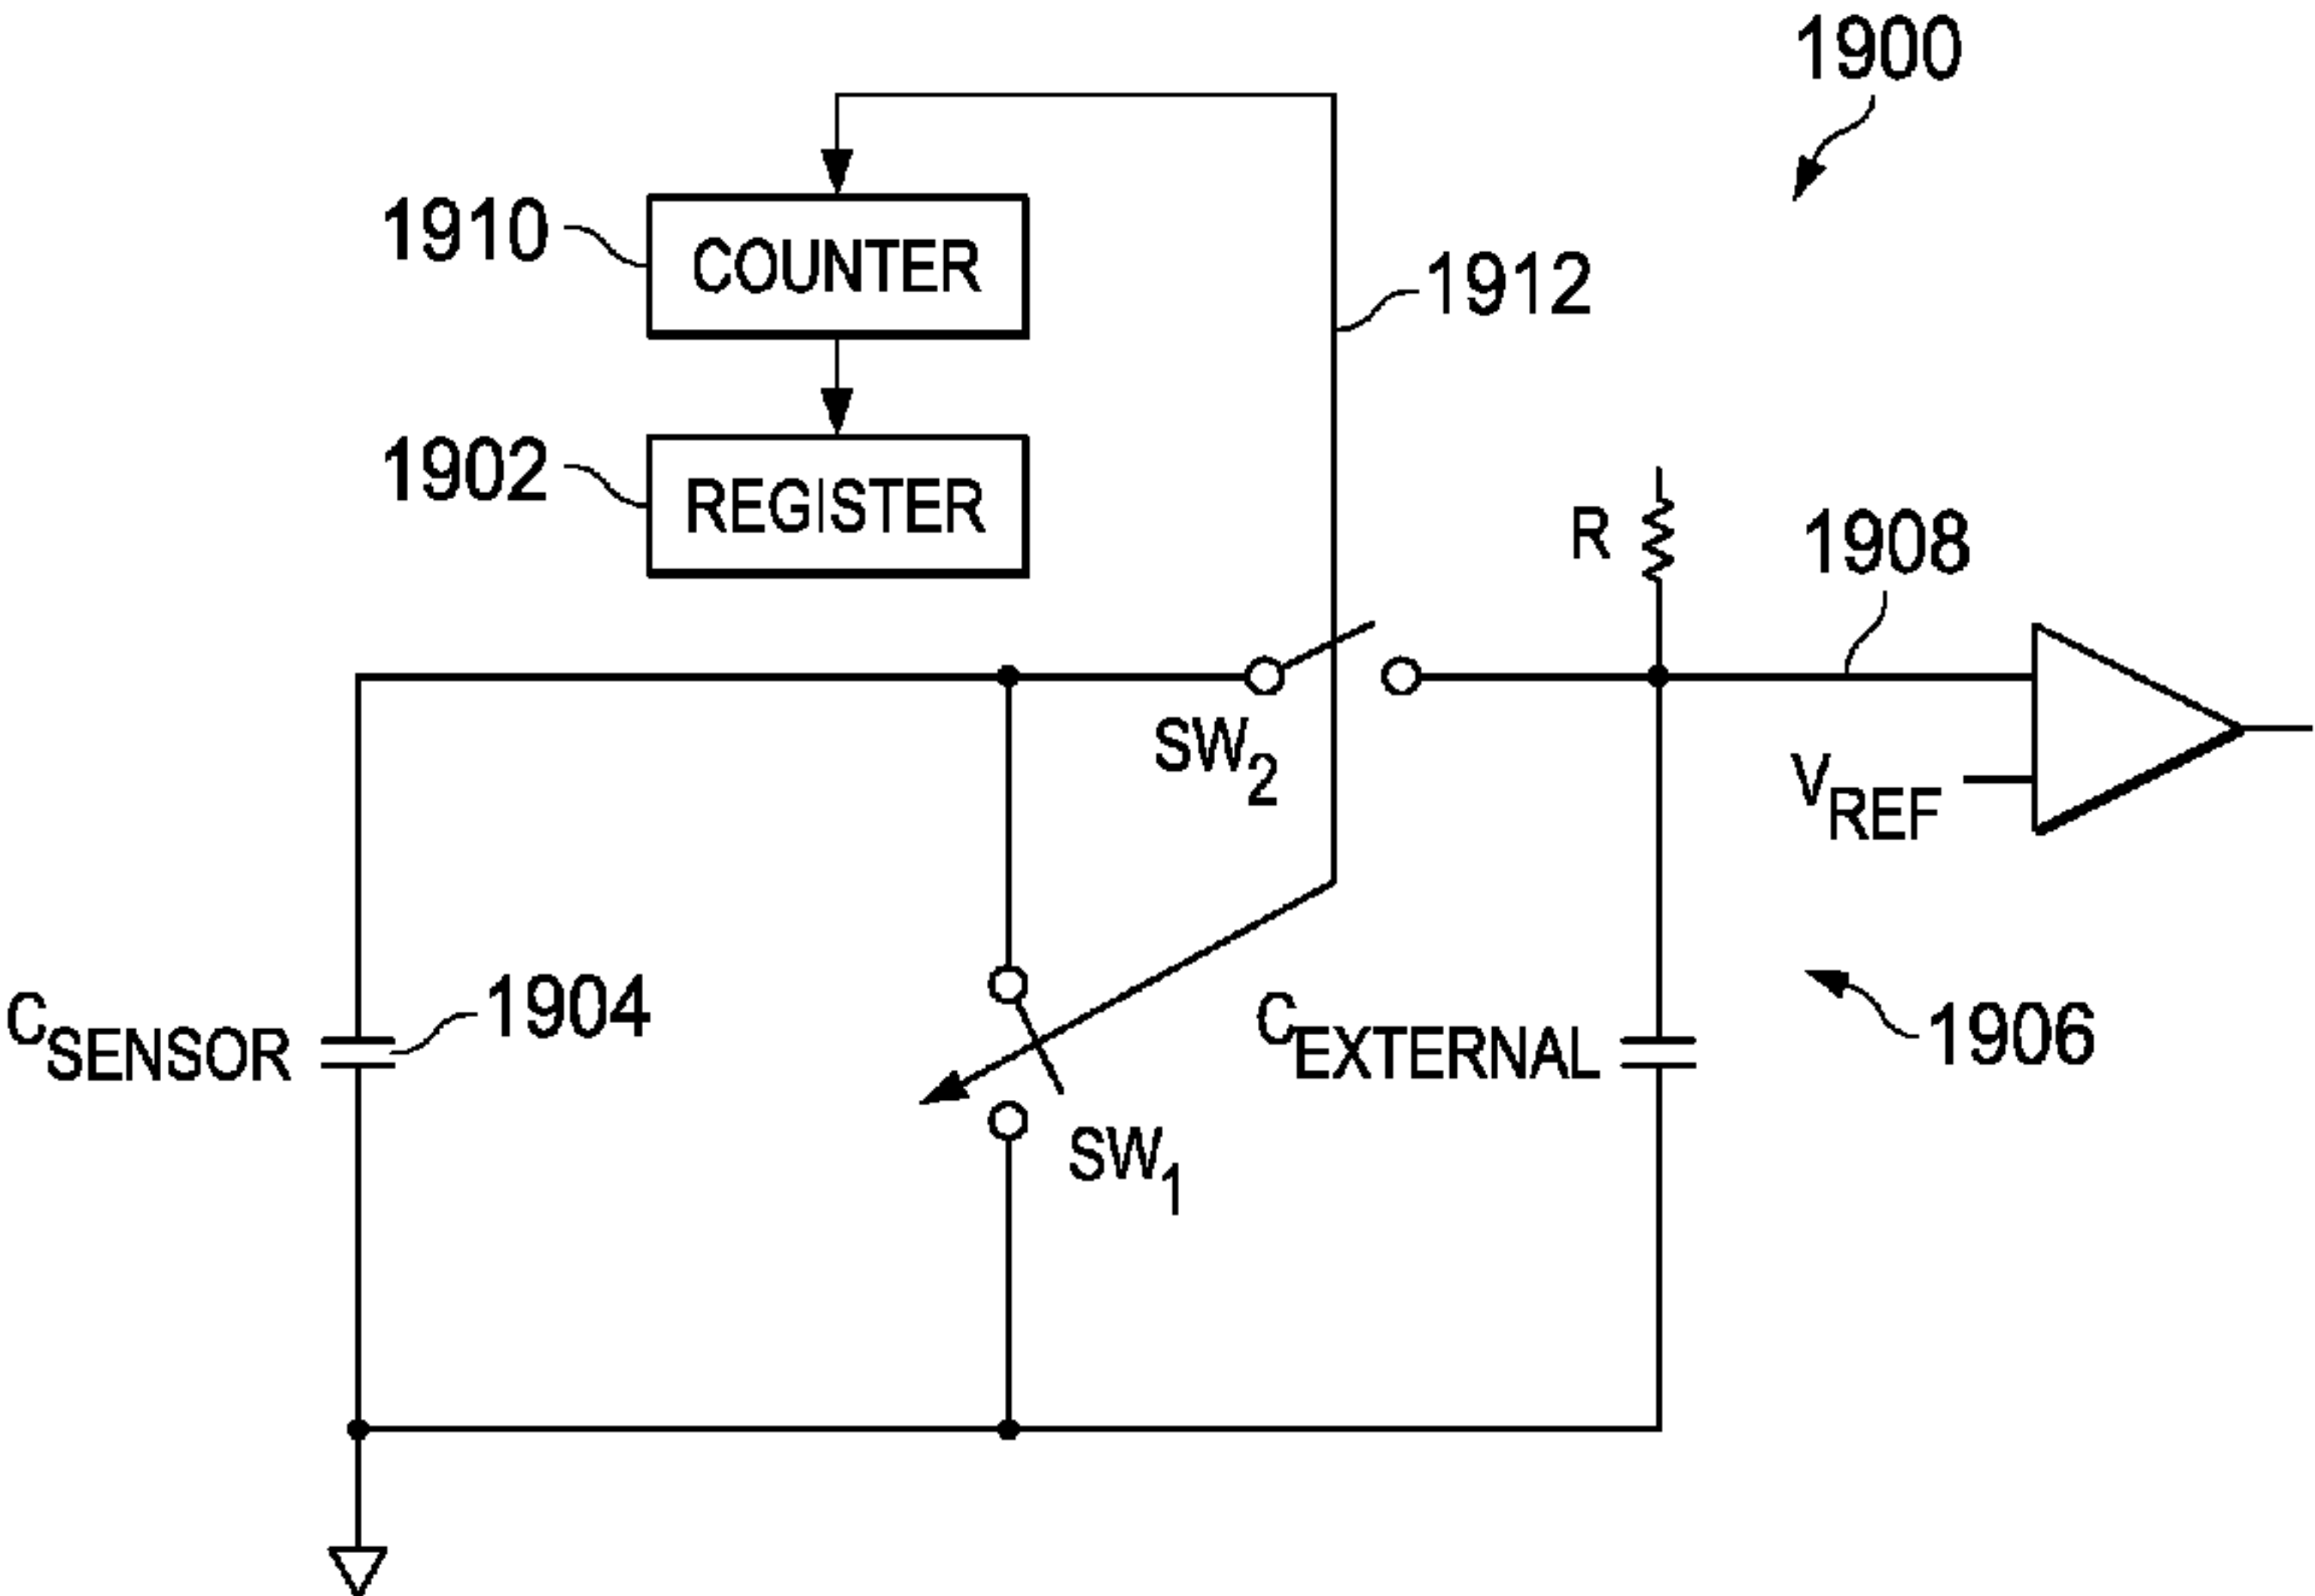 1900
1910
COUNTER
1912
1902
REGISTER
R
1908
SW2
VREF
CSENSOR
1904
CEXTERNAL
1906
SW1